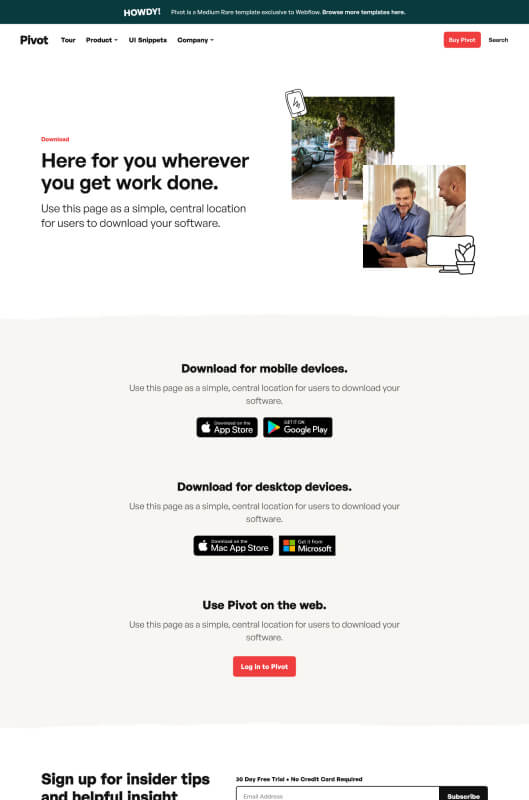 HOWDY! Pivot is a Medium Rare template exclusive to Webflow. Browse more templates here.
Pivot Tour Product UI Snippets Company Buy Pivot Search
Download
Here for you wherever
you get work done.
Use this page as a simple, central location
for users to download your software.
Download for mobile devices.
Use this page as a simple, central location for users to download your
software.
Download on the
App Store
GET IT ON
Google Play
Download for desktop devices.
Use this page as a simple, central location for users to download your
software.
Download on the
Mac App Store
Get it from
Microsoft
Use Pivot on the web.
Use this page as a simple, central location for users to download your
software.
Log in to Pivot
Sign up for insider tips
and helpful insight
30 Day Free Trial • No Credit Card Required
Email Address
Subscribe